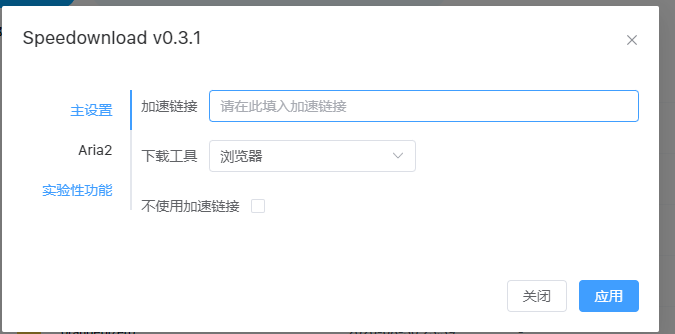 Speedownload v0.3.1
主设置
加速链接
请在此填入加速链接
Aria2
下载工具
浏览器
实验性功能
不使用加速链接
关闭
应用